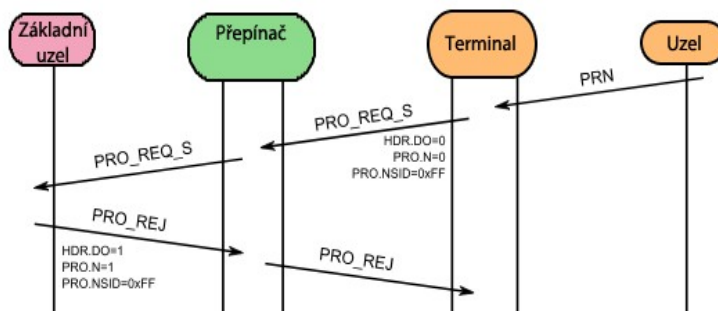 Základní
uzel
Přepínač
Terminal
Uzel
PRN
PRO_REQ_S
HDR.DO=0
PRO.N=0
PRO.NSID=0xFF
PRO_REQ_S
PRO_REJ
HDR.DO=1
PRO.N=1
PRO.NSID=0xFF
PRO_REJ